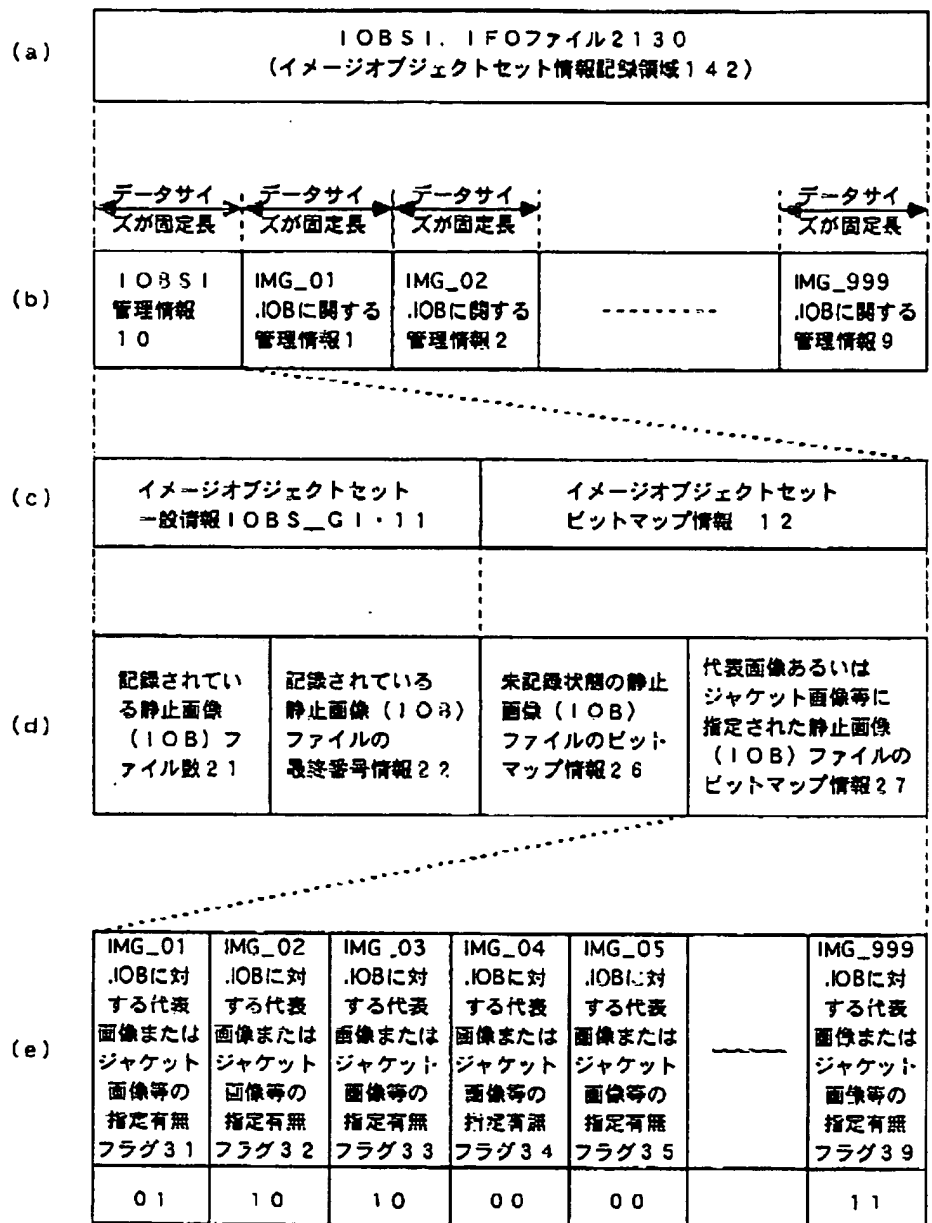 (a)
IOBSI. IFOファイル2130
(イメージオブジェクトセット情報記録領域142)
データサイ
ズが固定長
データサイ
ズが固定長
データサイ
ズが固定長
データサイ
ズが固定長
(b)
IOBSI
管理情報
10
IMG_01
.IOBに関する
管理情報1
IMG_02
.IOBに関する
管理情報2
IMG_999
.IOBに関する
管理情報9
(c)
イメージオブジェクトセット
一般情報IOBS_GI・11
イメージオブジェクトセット
ビットマップ情報 12
(d)
記録されてい
る静止画像
(IOB)フ
ァイル数21
記録されている
静止画像(IOB)
ファイルの
最終番号情報22
未記録状態の静止
画像(IOB)
ファイルのビット
マップ情報26
代表画像あるいは
ジャケット画像等に
指定された静止画像
(IOB)ファイルの
ビットマップ情報27
(e)
IMG_01
.IOBに対
する代表
画像または
ジャケット
画像等の
指定有無
フラグ31
01
IMG_02
.IOBに対
する代表
画像または
ジャケット
画像等の
指定有無
フラグ32
10
IMG_03
.IOBに対
する代表
画像または
ジャケット
画像等の
指定有無
フラグ33
10
IMG_04
.IOBに対
する代表
画像または
ジャケット
画像等の
指定有無
フラグ34
00
IMG_05
.IOBに対
する代表
画像または
ジャケット
画像等の
指定有無
フラグ35
00
IMG_999
.IOBに対
する代表
画像または
ジャケット
画像等の
指定有無
フラグ39
11